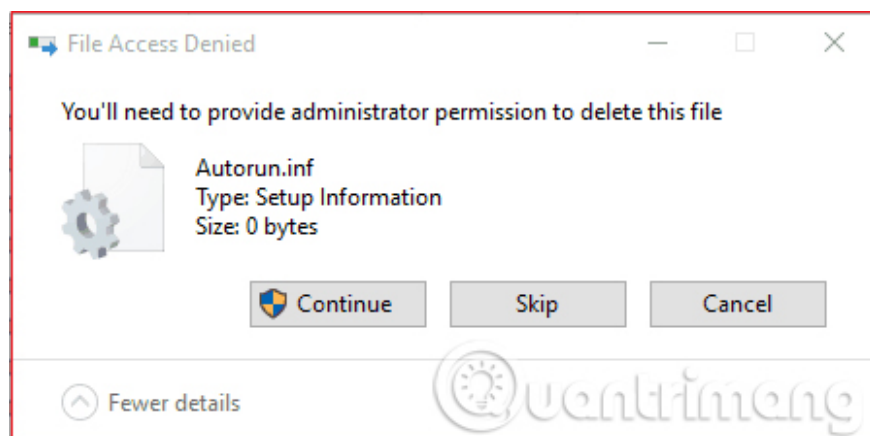 File Access Denied
You'll need to provide administrator permission to delete this file
Autorun.inf
Type: Setup Information
Size: 0 bytes
Continue
Skip
Cancel
Fewer details
Quantrimang